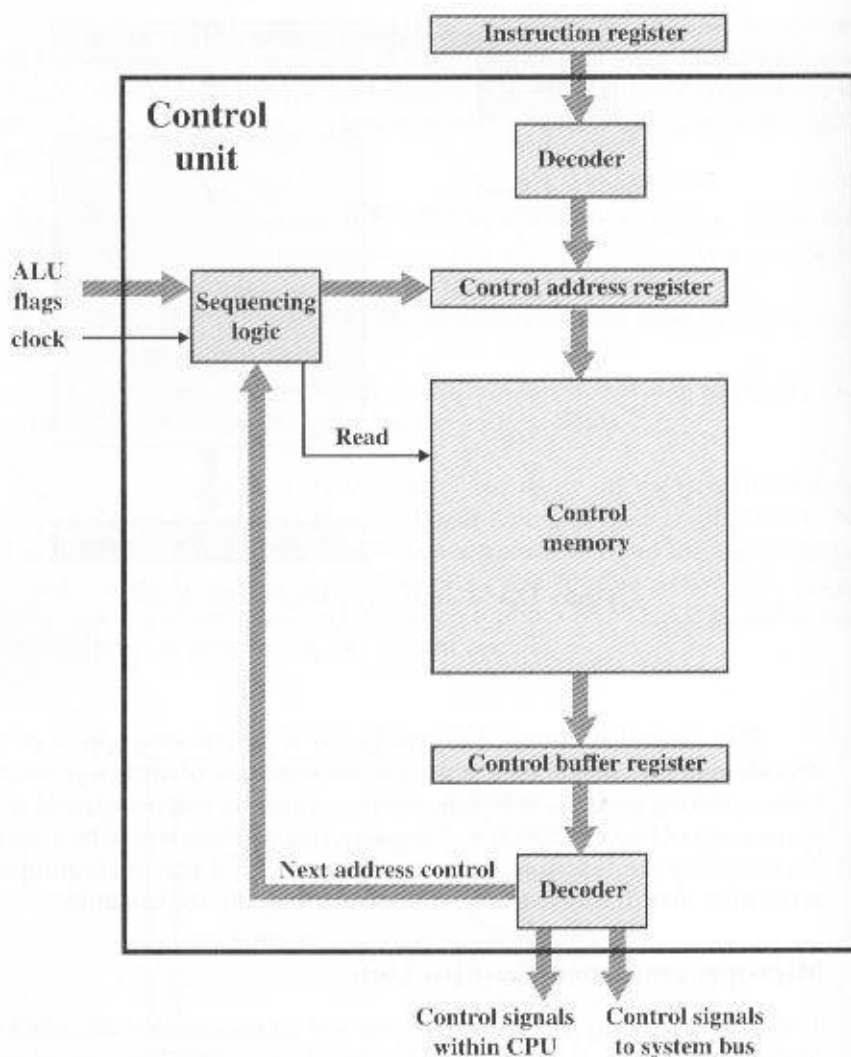 Instruction register
Control
unit
Decoder
ALU
flags
clock
Sequencing
logic
Control address register
Read
Control
memory
Control buffer register
Next address control
Decoder
Control signals
within CPU
Control signals
to system bus